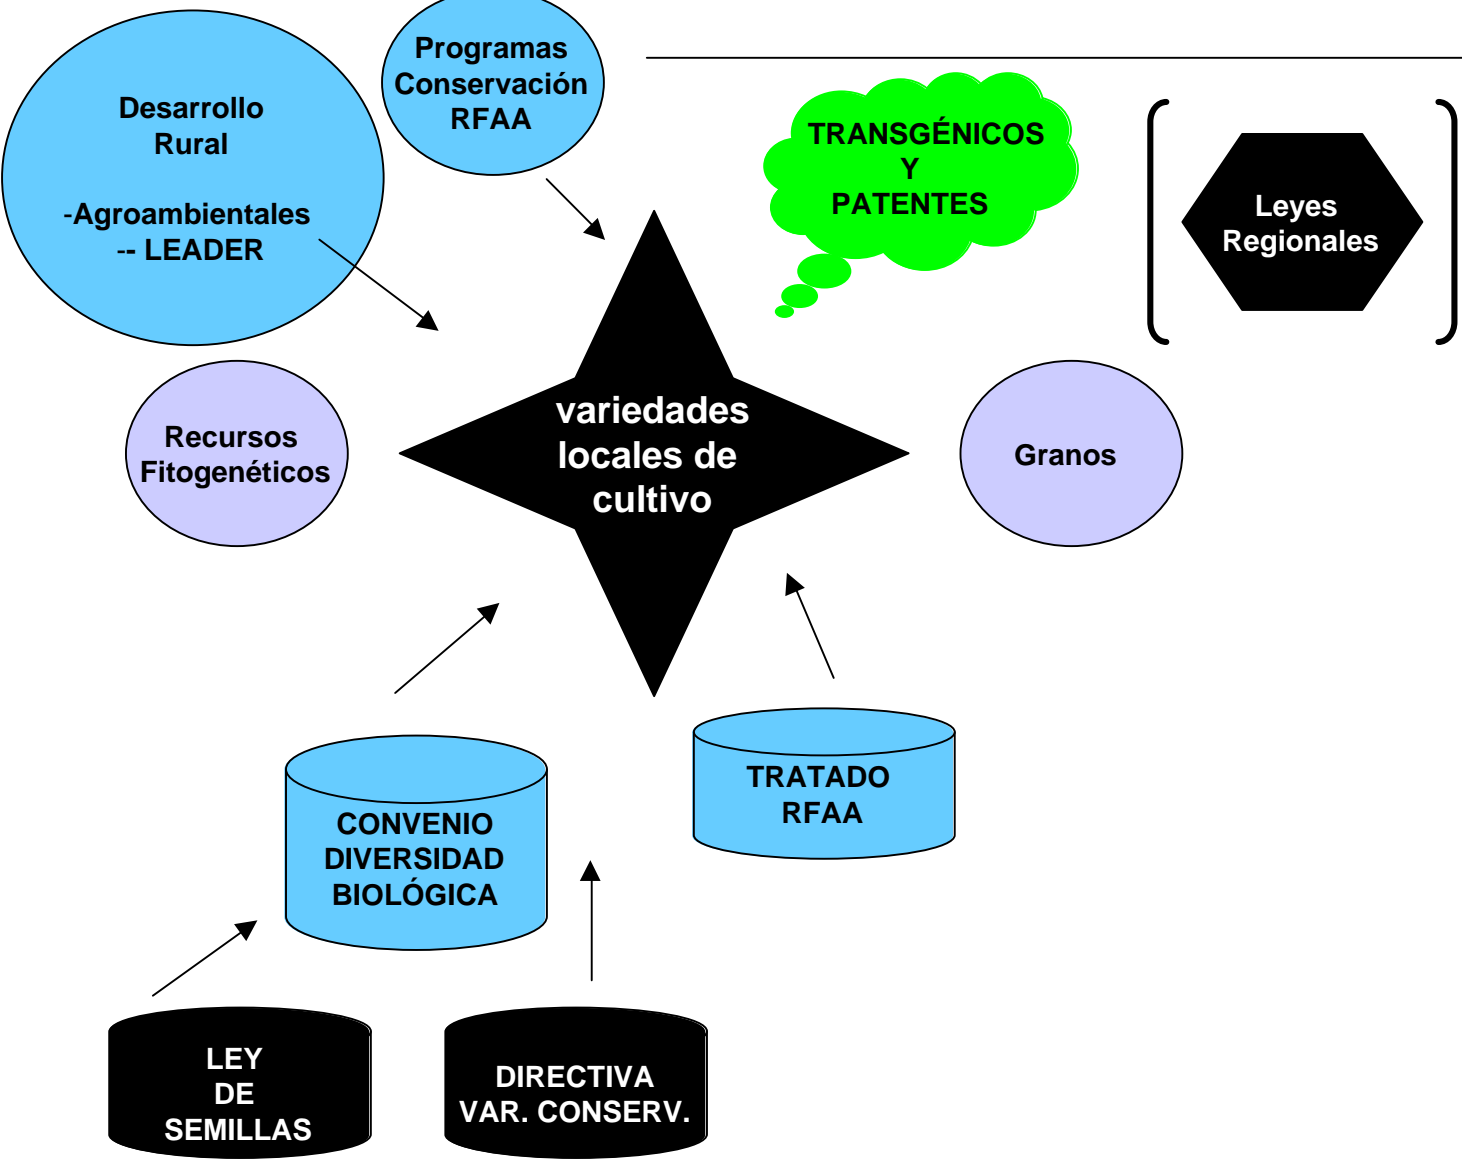 Programas
Conservación
RFAA
Desarrollo
Rural
-Agroambientales
-- LEADER
TRANSGÉNICOS
Y
PATENTES
Leyes
Regionales
Recursos
Fitogenéticos
variedades
locales de
cultivo
Granos
CONVENIO
DIVERSIDAD
BIOLÓGICA
TRATADO
RFAA
LEY
DE
SEMILLAS
DIRECTIVA
VAR. CONSERV.